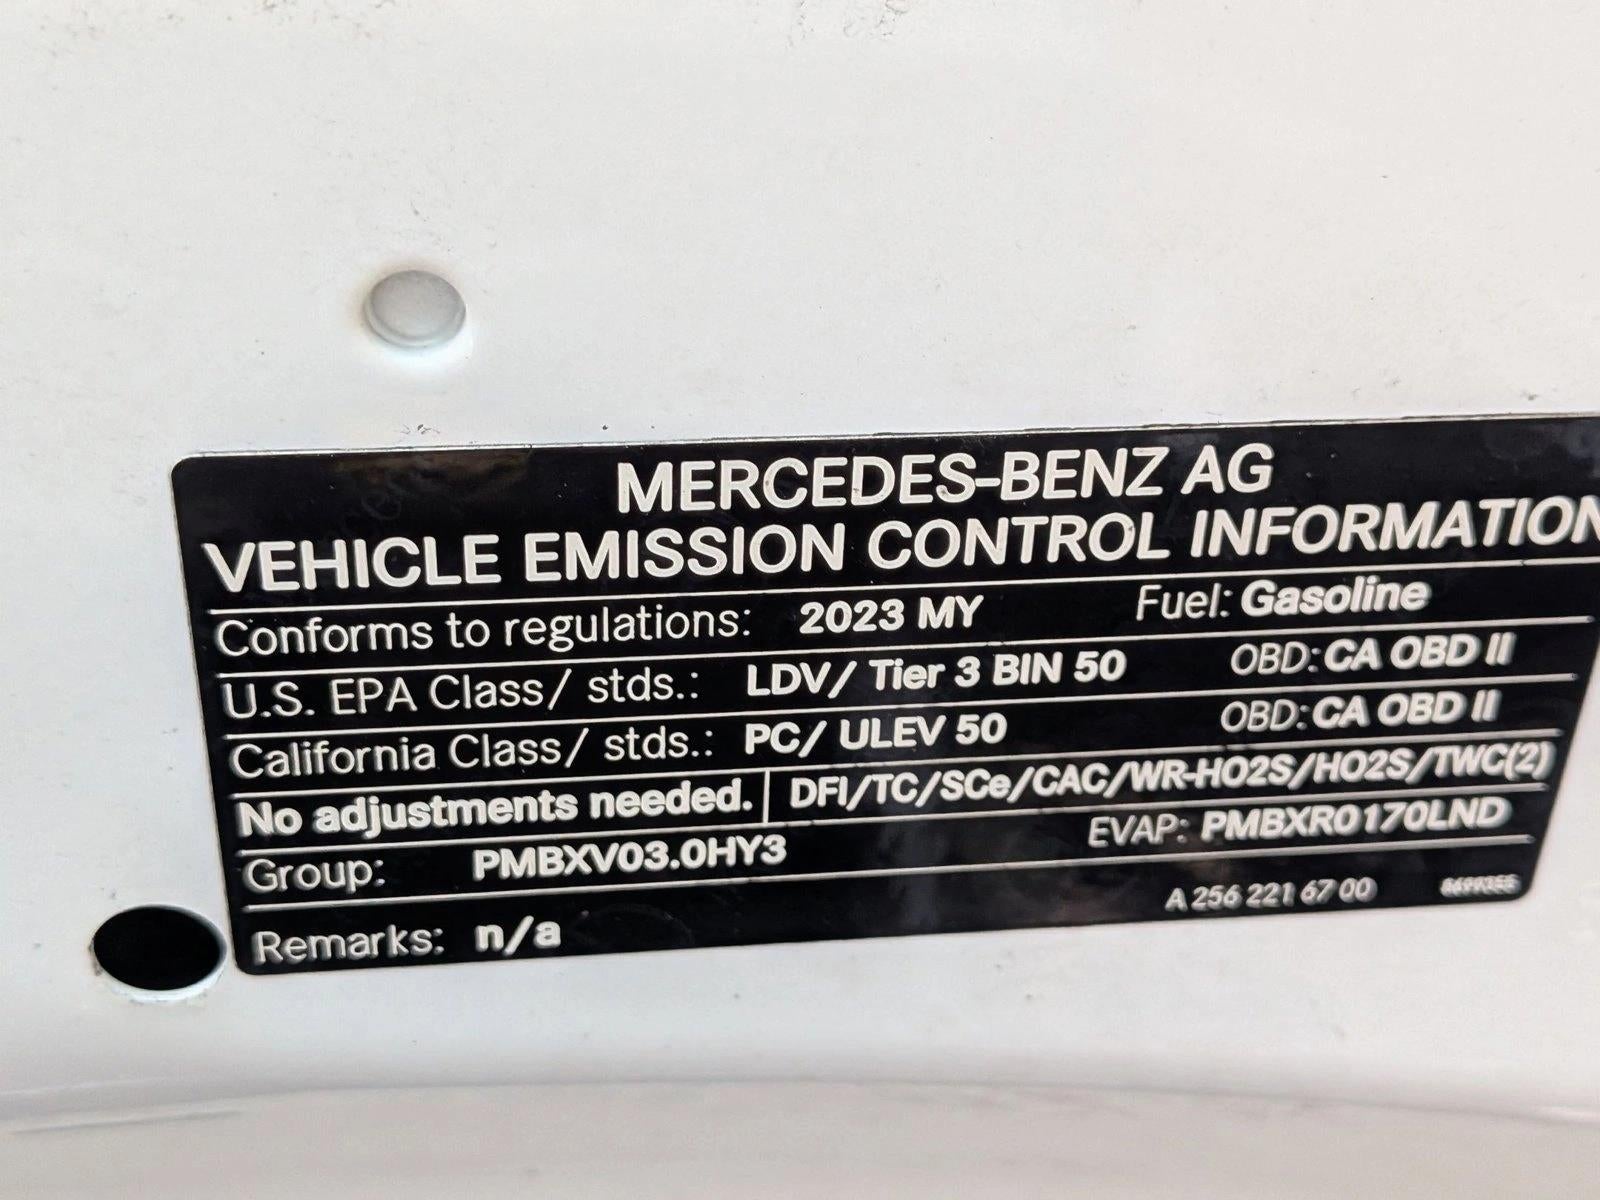 MERCEDES-BENZ AG
VEHICLE EMISSION CONTROL INFORMATION
Conforms to regulations: 2023 MY Fuel: Gasoline
U.S. EPA Class/ stds.: LDV/ Tier 3 BIN 50 OBD: CA OBD II
California Class/ stds.: PC/ ULEV 50 OBD: CA OBD II
No adjustments needed. DFI/TC/SCe/CAC/WR-HO2S/HO2S/TWC(2)
Group: PMBXV03.0HY3 EVAP: PMBXR0170LND
Remarks: n/a A 256 221 67 00